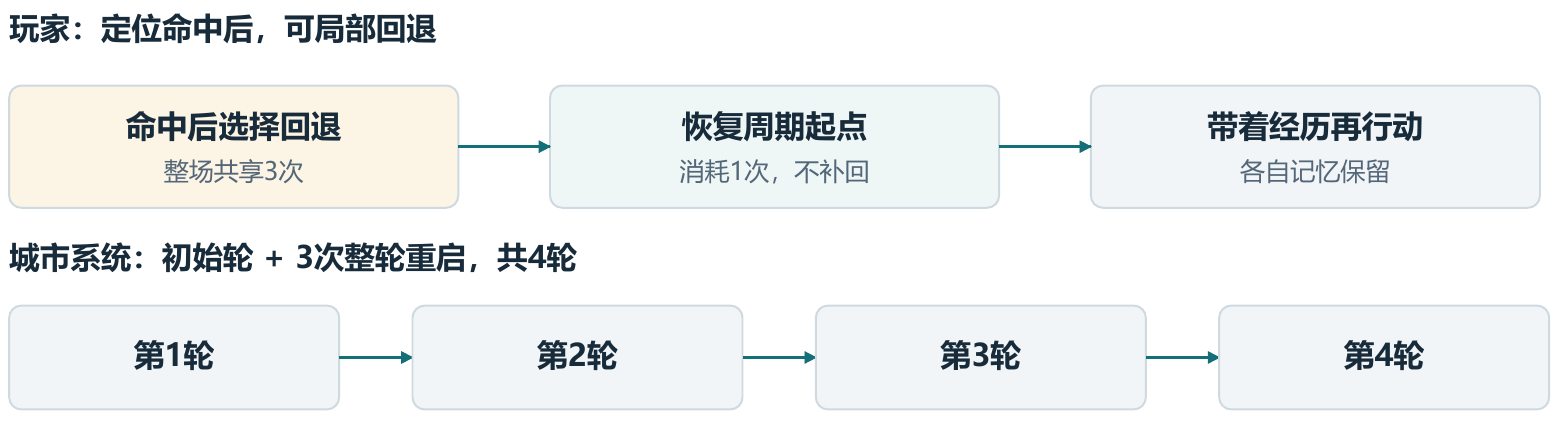 玩家：定位命中后，可局部回退
命中后选择回退
整场共享3次
恢复周期起点
消耗1次，不补回
带着经历再行动
各自记忆保留
城市系统：初始轮 + 3次整轮重启，共4轮
第1轮
第2轮
第3轮
第4轮